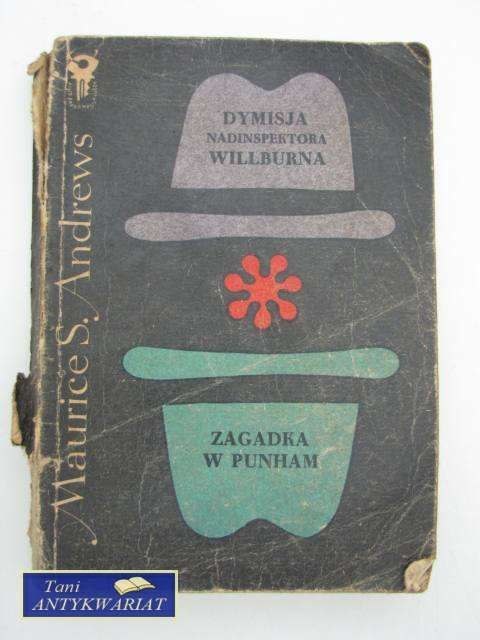 Maurice S. Andrews
DYMISJA
NADINSPEKTORA
WILLBURNA
ZAGADKA
W PUNHAM
Tani
ANTYKWARIAT